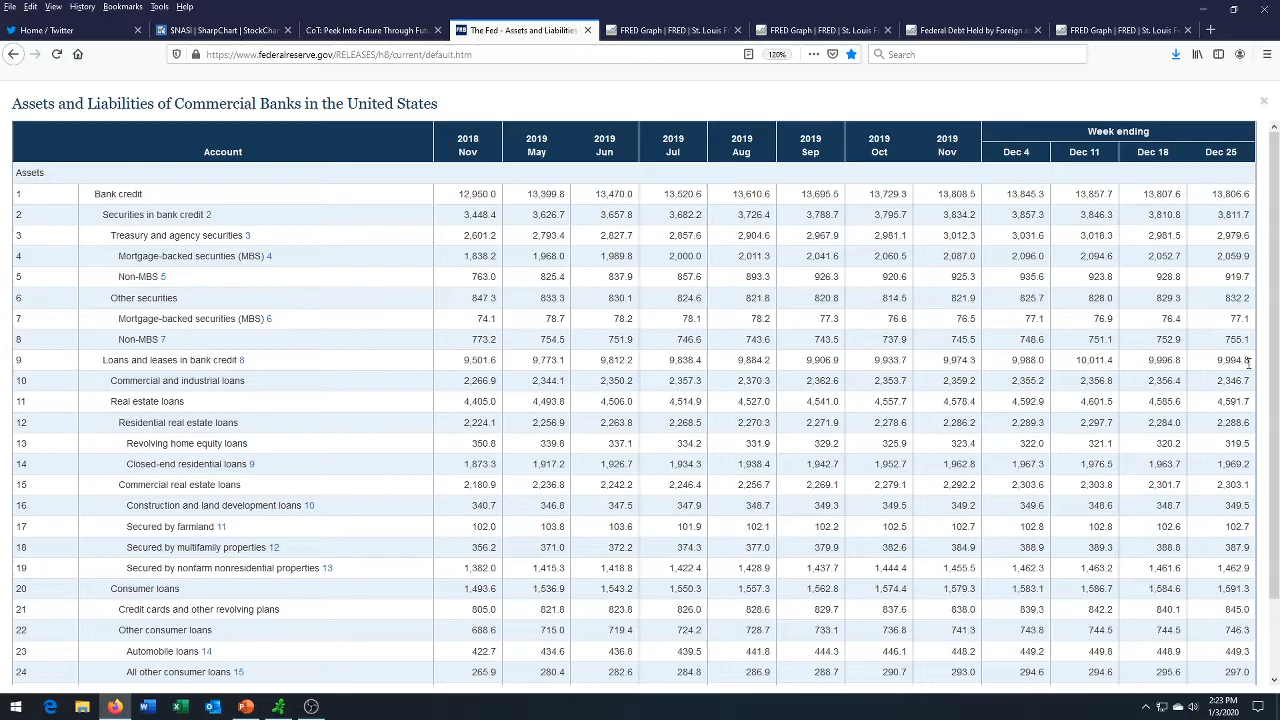 File Edit View History Bookmarks Tools Help
Home / Twitter SNASI | SharpChart | StockChar CoT: Peek Into Future Through Fut The Fed - Assets and Liabilities FRED Graph | FRED | St. Louis Fed FRED Graph | FRED | St. Louis Fe Federal Debt Held by Foreign and FRED Graph | FRED | St. Louis Fe
https://www.federalreserve.gov/RELEASES/h8/current/default.htm 120% Search
Assets and Liabilities of Commercial Banks in the United States
Week ending
Account 2018 Nov 2019 May 2019 Jun 2019 Jul 2019 Aug 2019 Sep 2019 Oct 2019 Nov Dec 4 Dec 11 Dec 18 Dec 25
Assets
1 Bank credit 12,950.0 13,399.8 13,470.0 13,520.6 13,610.6 13,695.5 13,729.3 13,808.5 13,845.3 13,857.7 13,807.6 13,806.6
2 Securities in bank credit 2 3,448.4 3,626.7 3,657.8 3,682.2 3,726.4 3,788.7 3,795.7 3,834.2 3,857.3 3,846.3 3,810.8 3,811.7
3 Treasury and agency securities 3 2,601.2 2,793.4 2,827.7 2,857.6 2,904.6 2,967.9 2,981.1 3,012.3 3,031.6 3,018.3 2,981.5 2,979.6
4 Mortgage-backed securities (MBS) 4 1,838.2 1,968.0 1,989.8 2,000.0 2,011.3 2,041.6 2,060.5 2,087.0 2,096.0 2,094.6 2,052.7 2,059.9
5 Non-MBS 5 763.0 825.4 837.9 857.6 893.3 926.3 920.6 925.3 935.6 923.8 928.8 919.7
6 Other securities 847.3 833.3 830.1 824.6 821.8 820.8 814.5 821.9 825.7 828.0 829.3 832.2
7 Mortgage-backed securities (MBS) 6 74.1 78.7 78.2 78.1 78.2 77.3 76.6 76.5 77.1 76.9 76.4 77.1
8 Non-MBS 7 773.2 754.5 751.9 746.6 743.6 743.5 737.9 745.5 748.6 751.1 752.9 755.1
9 Loans and leases in bank credit 8 9,501.6 9,773.1 9,812.2 9,838.4 9,884.2 9,906.9 9,933.7 9,974.3 9,988.0 10,011.4 9,996.8 9,994.8
10 Commercial and industrial loans 2,266.9 2,344.1 2,350.2 2,357.3 2,370.3 2,362.6 2,353.7 2,359.2 2,355.2 2,356.8 2,356.4 2,346.7
11 Real estate loans 4,405.0 4,493.8 4,506.0 4,514.9 4,527.0 4,541.0 4,557.7 4,578.4 4,592.9 4,601.5 4,585.6 4,591.7
12 Residential real estate loans 2,224.1 2,256.9 2,263.8 2,268.5 2,270.3 2,271.9 2,278.6 2,286.2 2,289.3 2,297.7 2,284.0 2,288.6
13 Revolving home equity loans 350.8 339.8 337.1 334.2 331.9 329.2 325.9 323.4 322.0 321.1 320.2 319.5
14 Closed-end residential loans 9 1,873.3 1,917.2 1,926.7 1,934.3 1,938.4 1,942.7 1,952.7 1,962.8 1,967.3 1,976.5 1,963.7 1,969.2
15 Commercial real estate loans 2,180.9 2,236.8 2,242.2 2,246.4 2,256.7 2,269.1 2,279.1 2,292.2 2,303.6 2,303.8 2,301.7 2,303.1
16 Construction and land development loans 10 340.7 346.8 347.5 347.9 348.7 349.3 349.5 349.2 349.6 348.6 348.7 349.5
17 Secured by farmland 11 102.0 103.8 103.6 101.9 102.1 102.2 102.5 102.7 102.8 102.8 102.6 102.7
18 Secured by multifamily properties 12 356.2 371.0 372.2 374.3 377.0 379.9 382.6 384.9 388.9 389.3 388.8 387.9
19 Secured by nonfarm nonresidential properties 13 1,382.0 1,415.3 1,418.8 1,422.4 1,428.9 1,437.7 1,444.4 1,455.5 1,462.3 1,463.2 1,461.6 1,462.9
20 Consumer loans 1,493.6 1,536.9 1,543.2 1,550.3 1,557.3 1,562.8 1,574.4 1,579.3 1,583.1 1,586.7 1,584.6 1,591.3
21 Credit cards and other revolving plans 805.0 821.8 823.8 826.0 828.6 829.7 837.6 838.0 839.3 842.2 840.1 845.0
22 Other consumer loans 688.6 715.0 719.4 724.2 728.7 733.1 736.8 741.3 743.8 744.5 744.5 746.3
23 Automobile loans 14 422.7 434.6 436.8 439.5 441.8 444.3 446.1 448.2 449.2 449.8 448.9 449.3
24 All other consumer loans 15 265.9 280.4 282.6 284.8 286.9 288.7 290.7 293.0 294.6 294.6 295.6 297.0
2:23 PM
1/3/2020